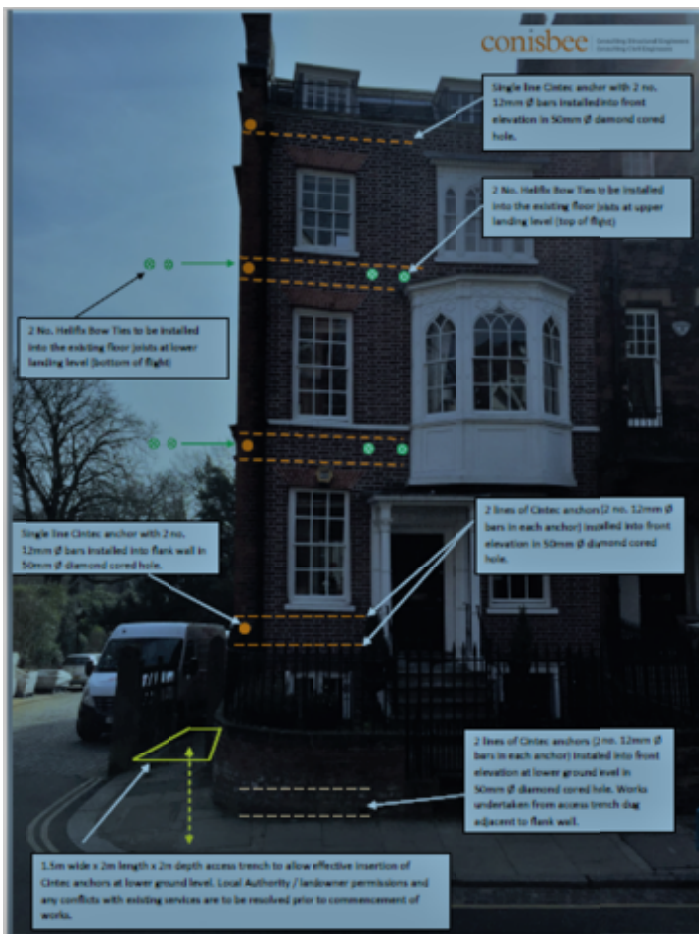 conisbee
Consulting Structural Engineers
Consulting Civil Engineers
Single line Cintec anchor with 2 no.
12mm Ø bars installed into front
elevation in 50mm Ø diamond cored
hole.
2 No. Helifix Bow Ties to be installed
into the existing floor joists at upper
landing level (top of flight)
2 No. Helifix Bow Ties to be installed
into the existing floor joists at lower
landing level (bottom of flight)
2 lines of Cintec anchors (2 no. 12mm Ø
bars in each anchor) installed into front
elevation in 50mm Ø diamond cored
hole.
Single line Cintec anchor with 2 no.
12mm Ø bars installed into flank wall in
50mm Ø diamond cored hole.
2 lines of Cintec anchors (2 no. 12mm Ø
bars in each anchor) installed into front
elevation at lower ground level in
50mm Ø diamond cored hole. Works
undertaken from access trench dug
adjacent to flank wall.
1.5m wide x 2m length x 2m depth access trench to allow effective insertion of
Cintec anchors at lower ground level. Local Authority / landowner permissions and
any conflicts with existing services are to be resolved prior to commencement of
works.